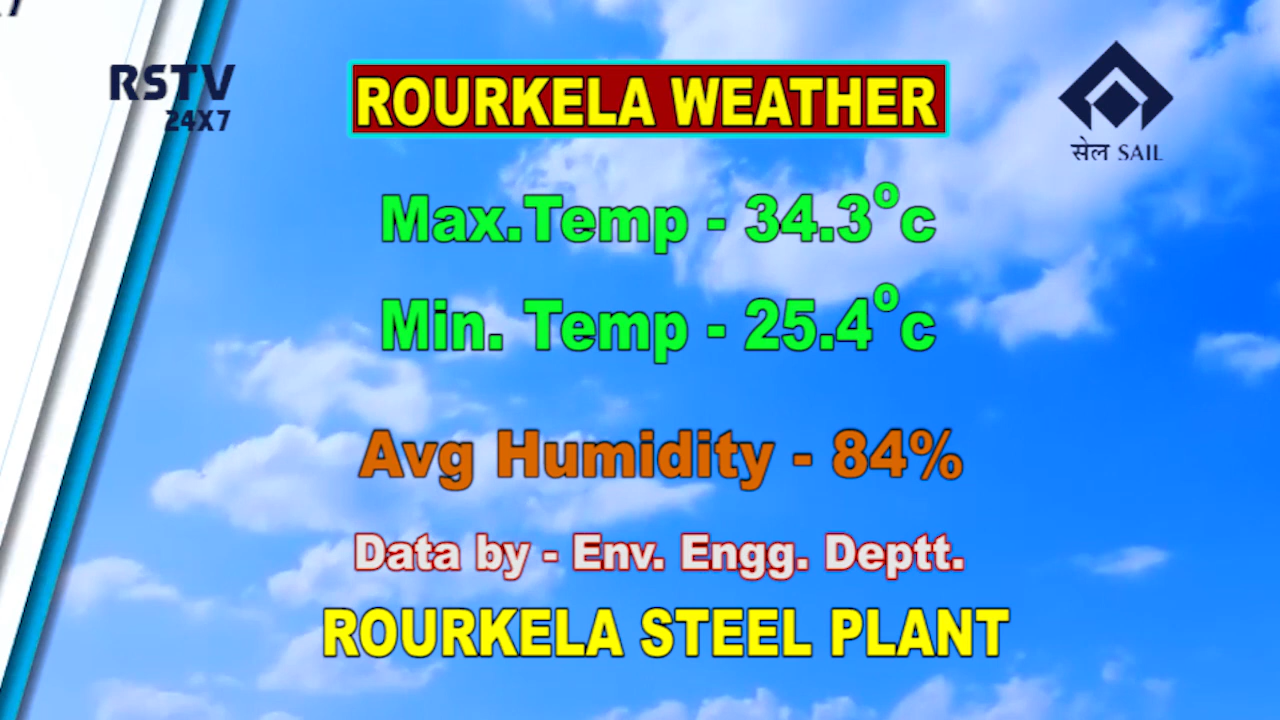 RSTV
24X7
ROURKELA WEATHER
सेल SAIL
Max.Temp - 34.3°c
Min. Temp - 25.4°c
Avg Humidity - 84%
Data by - Env. Engg. Deptt.
ROURKELA STEEL PLANT